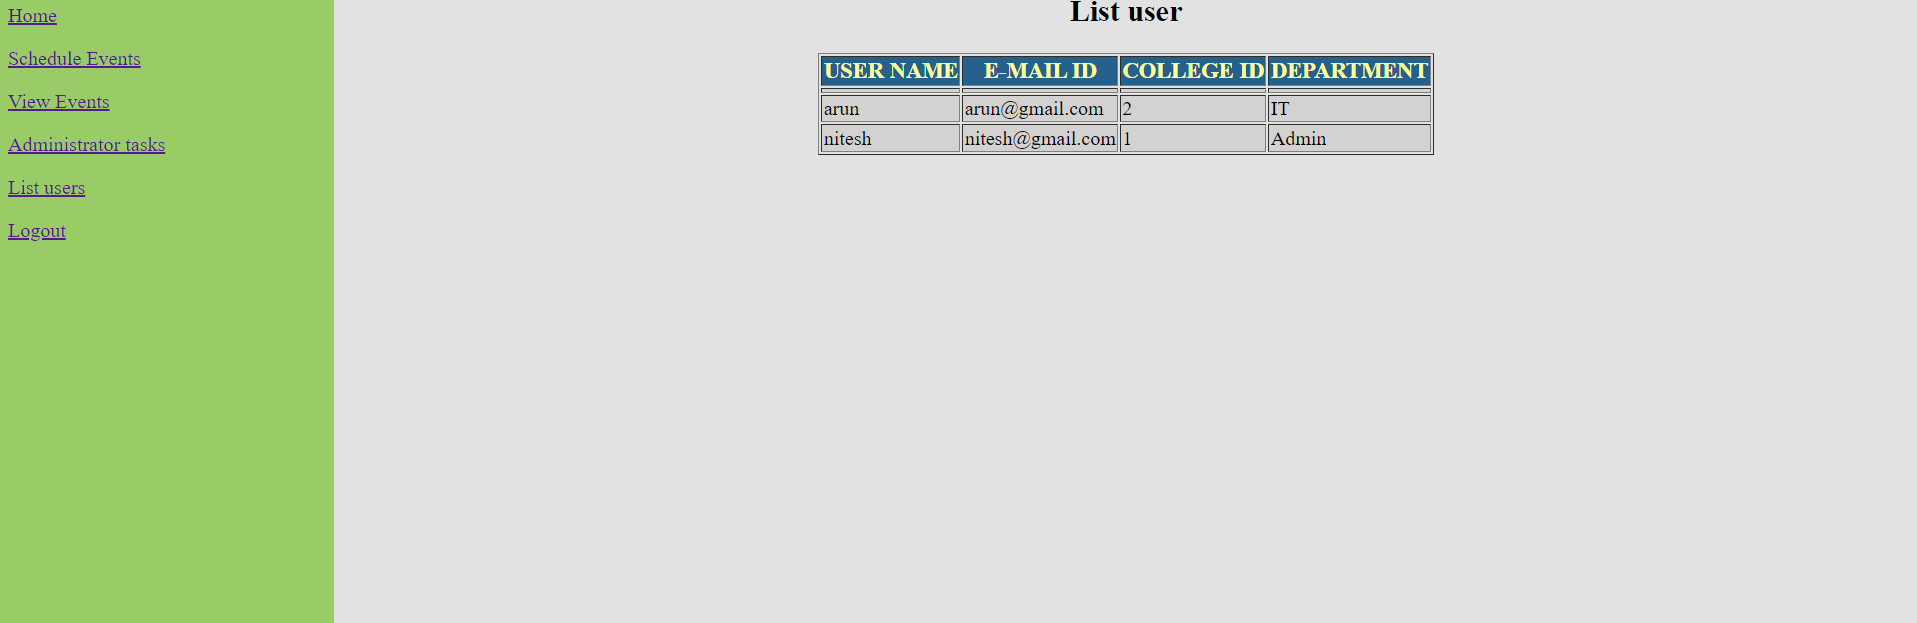 Home
Schedule Events
View Events
Administrator tasks
List users
Logout
List user
USER NAME E-MAIL ID COLLEGE ID DEPARTMENT
arun arun@gmail.com 2 IT
nitesh nitesh@gmail.com 1 Admin